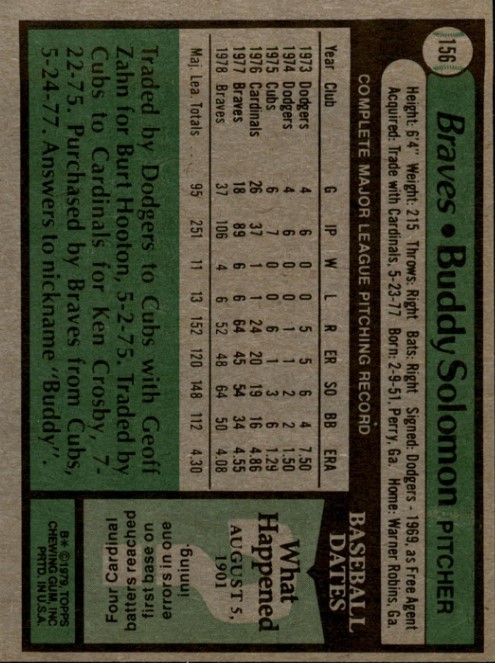 156
Braves • Buddy Solomon PITCHER
Height: 6'4" Weight: 215 Throws: Right Bats: Right Signed: Dodgers - 1969, as Free Agent
Acquired: Trade with Cardinals, 5-23-77 Born: 2-9-51, Perry, Ga. Home: Warner Robins, Ga.
COMPLETE MAJOR LEAGUE PITCHING RECORD
Year Club G IP W L R ER SO BB ERA
1973 Dodgers 4 6 0 0 5 5 6 4 7.50
1974 Dodgers 4 6 0 0 1 1 2 2 1.50
1975 Cubs 6 7 0 0 6 1 3 6 1.29
1976 Cardinals 26 37 1 1 24 20 19 16 4.86
1977 Braves 18 89 6 6 64 45 54 34 4.55
1978 Braves 37 106 4 6 52 48 64 50 4.08
Maj. Lea. Totals 95 251 11 13 152 120 148 112 4.30
Traded by Dodgers to Cubs with Geoff
Zahn for Burt Hooton, 5-2-75. Traded by
Cubs to Cardinals for Ken Crosby, 7-
22-75. Purchased by Braves from Cubs,
5-24-77. Answers to nickname "Buddy".
BASEBALL
DATES
What
Happened
AUGUST 5,
1901
Four Cardinal
batters reached
first base on
errors in one
inning.
B* ©1979 TOPPS
CHEWING GUM, INC
PRTD. IN U.S.A.